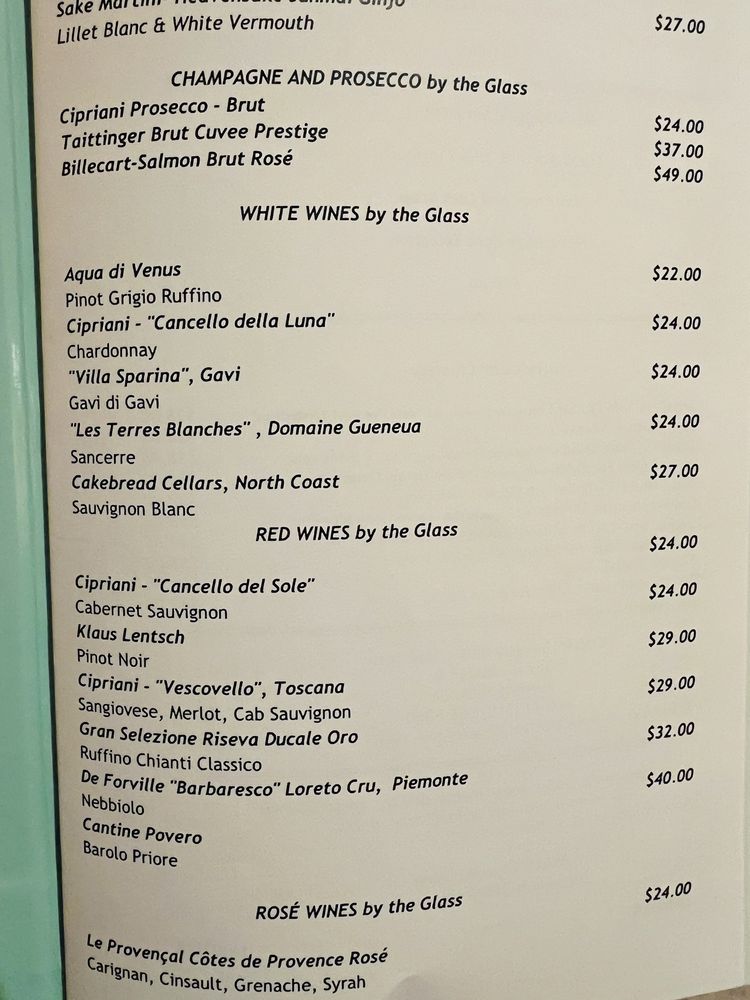 Sake Martini- Heavensake Junmai Ginjo
Lillet Blanc & White Vermouth $27.00
CHAMPAGNE AND PROSECCO by the Glass
Cipriani Prosecco - Brut $24.00
Taittinger Brut Cuvee Prestige $37.00
Billecart-Salmon Brut Rosé $49.00
WHITE WINES by the Glass
Aqua di Venus $22.00
Pinot Grigio Ruffino
Cipriani - "Cancello della Luna" $24.00
Chardonnay
"Villa Sparina", Gavi $24.00
Gavi di Gavi
"Les Terres Blanches" , Domaine Gueneua $24.00
Sancerre
Cakebread Cellars, North Coast $27.00
Sauvignon Blanc
RED WINES by the Glass
$24.00
Cipriani - "Cancello del Sole" $24.00
Cabernet Sauvignon
Klaus Lentsch $29.00
Pinot Noir
Cipriani - "Vescovello", Toscana $29.00
Sangiovese, Merlot, Cab Sauvignon
Gran Selezione Riseva Ducale Oro $32.00
Ruffino Chianti Classico
De Forville "Barbaresco" Loreto Cru, Piemonte $40.00
Nebbiolo
Cantine Povero
Barolo Priore
ROSÉ WINES by the Glass $24.00
Le Provençal Côtes de Provence Rosé
Carignan, Cinsault, Grenache, Syrah